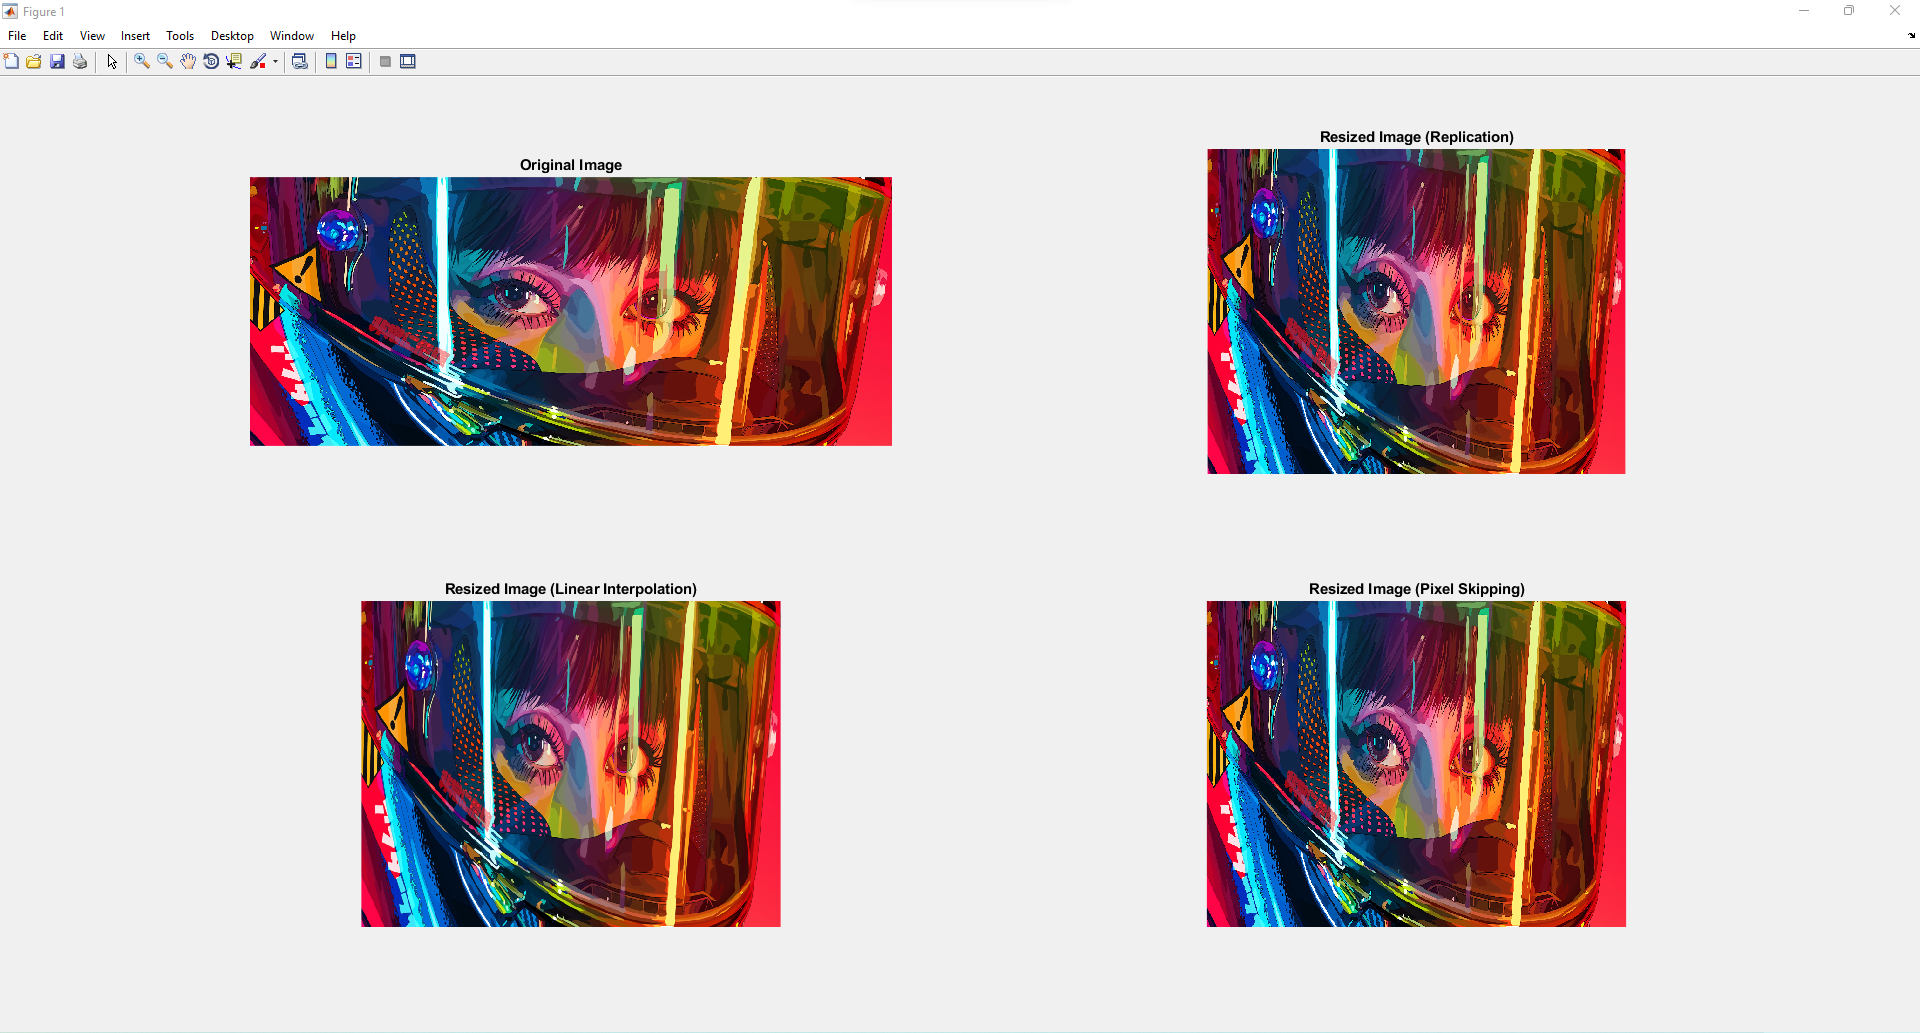 Figure 1
File Edit View Insert Tools Desktop Window Help
Original Image
Resized Image (Replication)
Resized Image (Linear Interpolation)
Resized Image (Pixel Skipping)